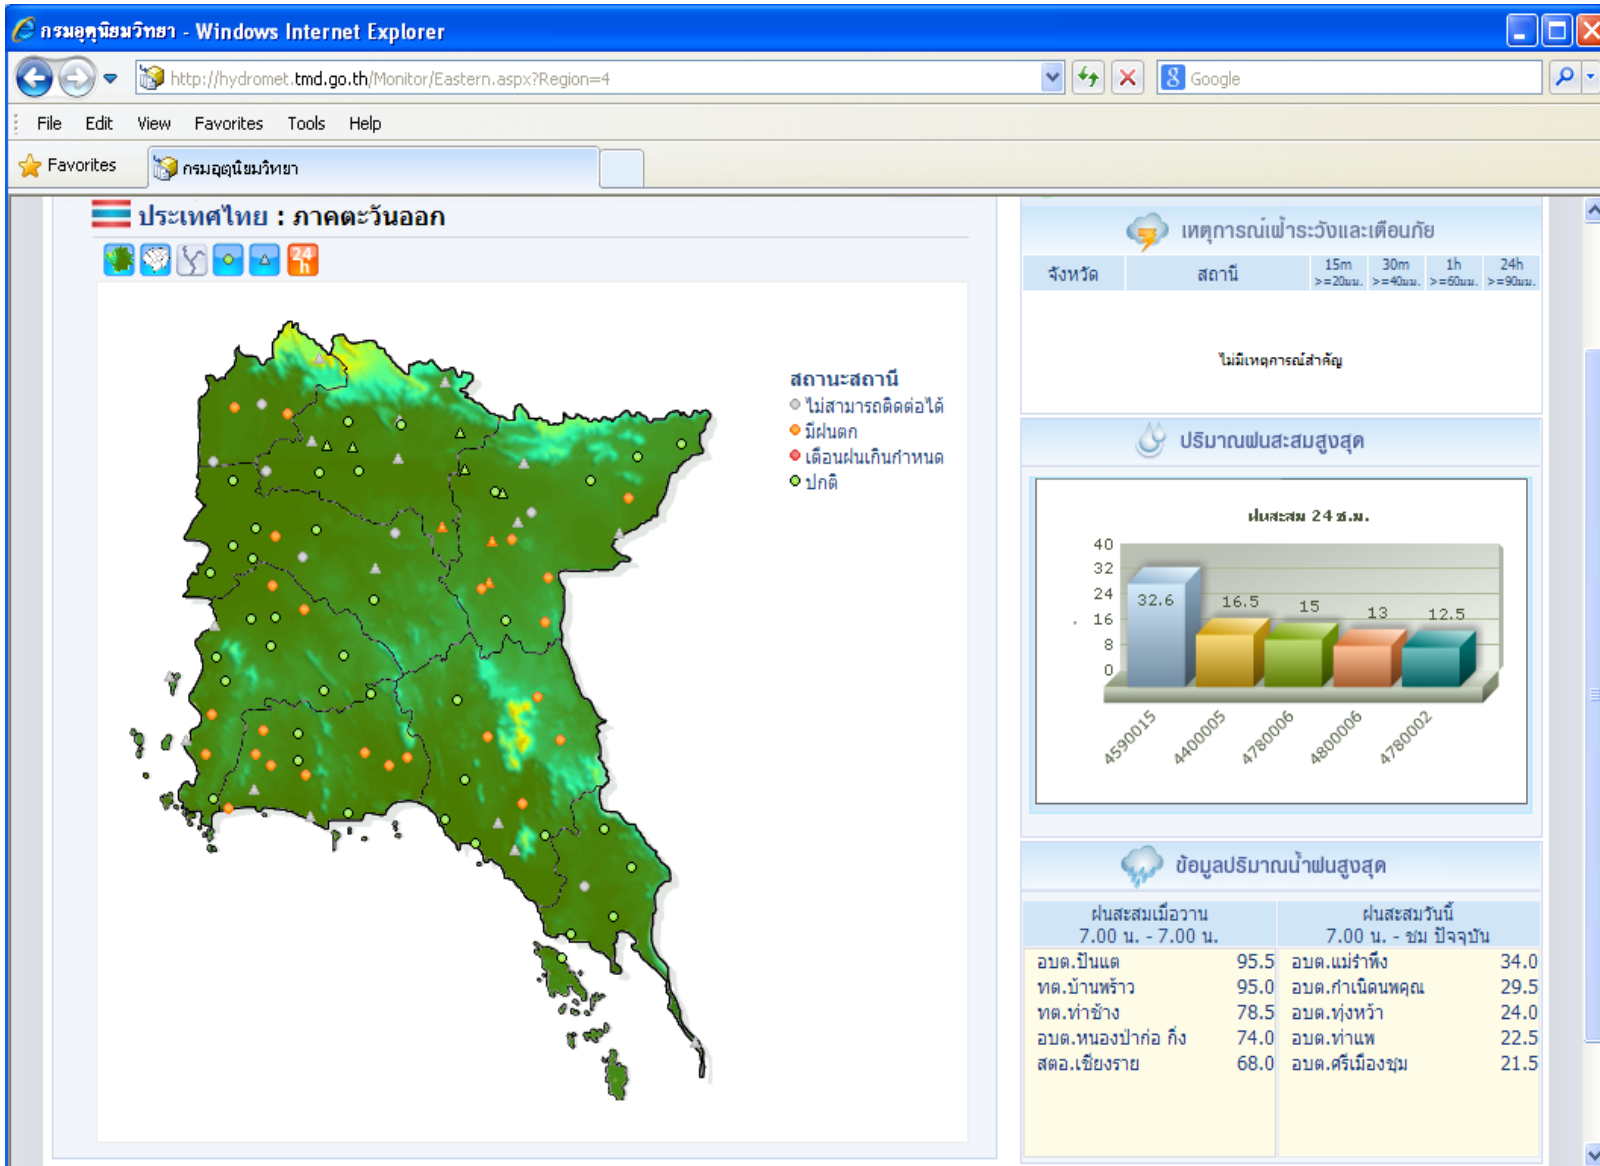 กรมอุตุนิยมวิทยา - Windows Internet Explorer
http://hydromet.tmd.go.th/Monitor/Eastern.aspx?Region=4
Google
File Edit View Favorites Tools Help
Favorites
กรมอุตุนิยมวิทยา
ประเทศไทย : ภาคตะวันออก
24
h
สถานะสถานี
ไม่สามารถติดต่อได้
มีฝนตก
เตือนฝนเกินกำหนด
ปกติ
เหตุการณ์เฝ้าระวังและเตือนภัย
จังหวัด สถานี 15m 30m 1h 24h
>=20มม. >=40มม. >=60มม. >=90มม.
ไม่มีเหตุการณ์สำคัญ
ปริมาณฝนสะสมสูงสุด
ฝนสะสม 24 ช.ม.
40
32
24
16
8
0
32.6 16.5 15 13 12.5
4590015 4400005 4780006 4800006 4780002
ข้อมูลปริมาณน้ำฝนสูงสุด
ฝนสะสมเมื่อวาน ฝนสะสมวันนี้
7.00 น. - 7.00 น. 7.00 น. - ชม ปัจจุบัน
อบต.ปันแต 95.5 อบต.แม่รำพึง 34.0
ทต.บ้านพร้าว 95.0 อบต.กำเนิดนพคุณ 29.5
ทต.ท่าช้าง 78.5 อบต.ทุ่งหว้า 24.0
อบต.หนองป่าก่อ กิ่ง 74.0 อบต.ท่าแพ 22.5
สตอ.เชียงราย 68.0 อบต.ศรีเมืองชุม 21.5